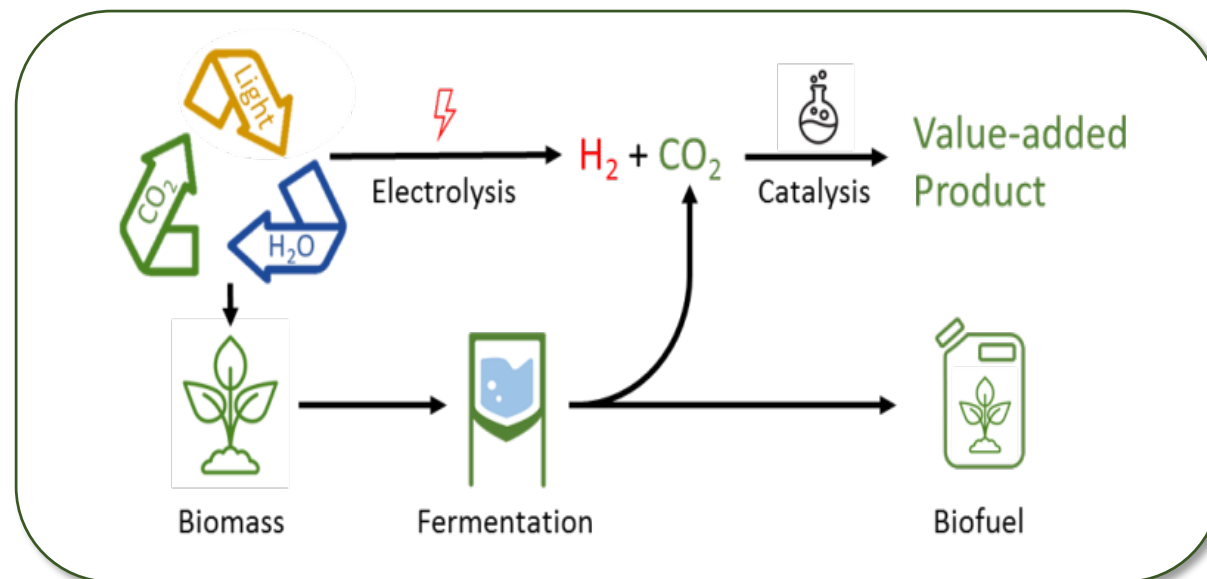 Light
CO₂
H₂O
Electrolysis
H₂ + CO₂
Catalysis
Value-added
Product
Biomass
Fermentation
Biofuel